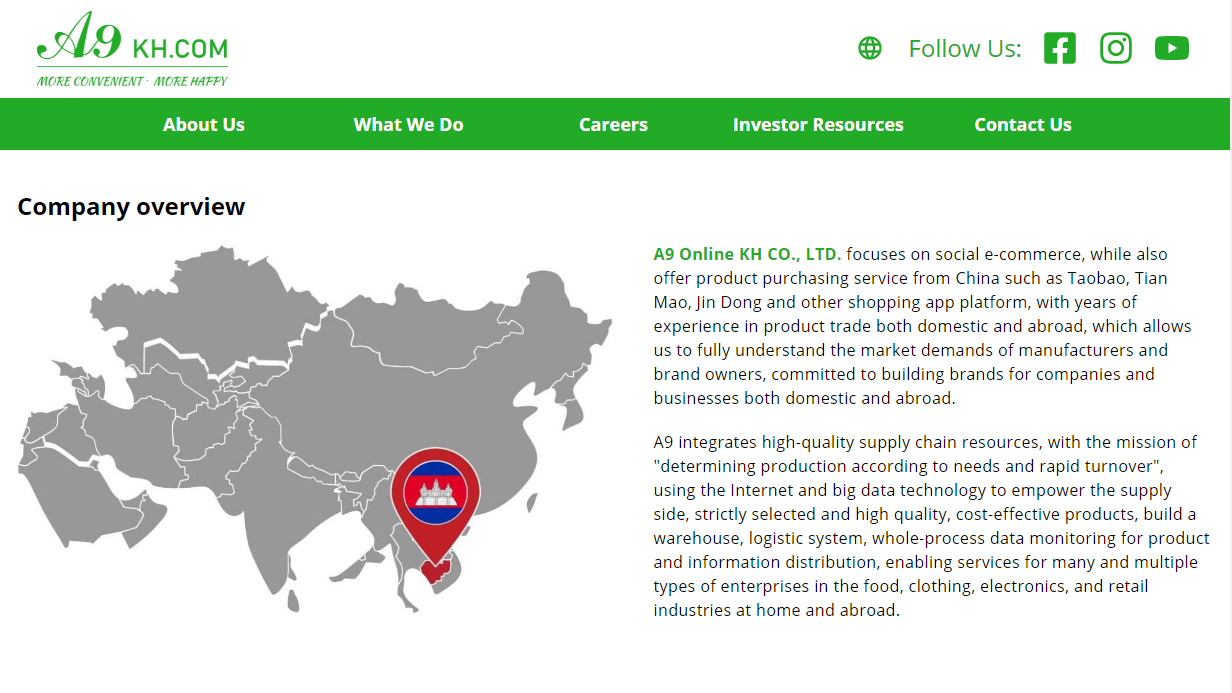 A9 KH.COM
MORE CONVENIENT · MORE HAPPY
Follow Us:
About Us
What We Do
Careers
Investor Resources
Contact Us
Company overview
A9 Online KH CO., LTD. focuses on social e-commerce, while also
offer product purchasing service from China such as Taobao, Tian
Mao, Jin Dong and other shopping app platform, with years of
experience in product trade both domestic and abroad, which allows
us to fully understand the market demands of manufacturers and
brand owners, committed to building brands for companies and
businesses both domestic and abroad.
A9 integrates high-quality supply chain resources, with the mission of
"determining production according to needs and rapid turnover",
using the Internet and big data technology to empower the supply
side, strictly selected and high quality, cost-effective products, build a
warehouse, logistic system, whole-process data monitoring for product
and information distribution, enabling services for many and multiple
types of enterprises in the food, clothing, electronics, and retail
industries at home and abroad.